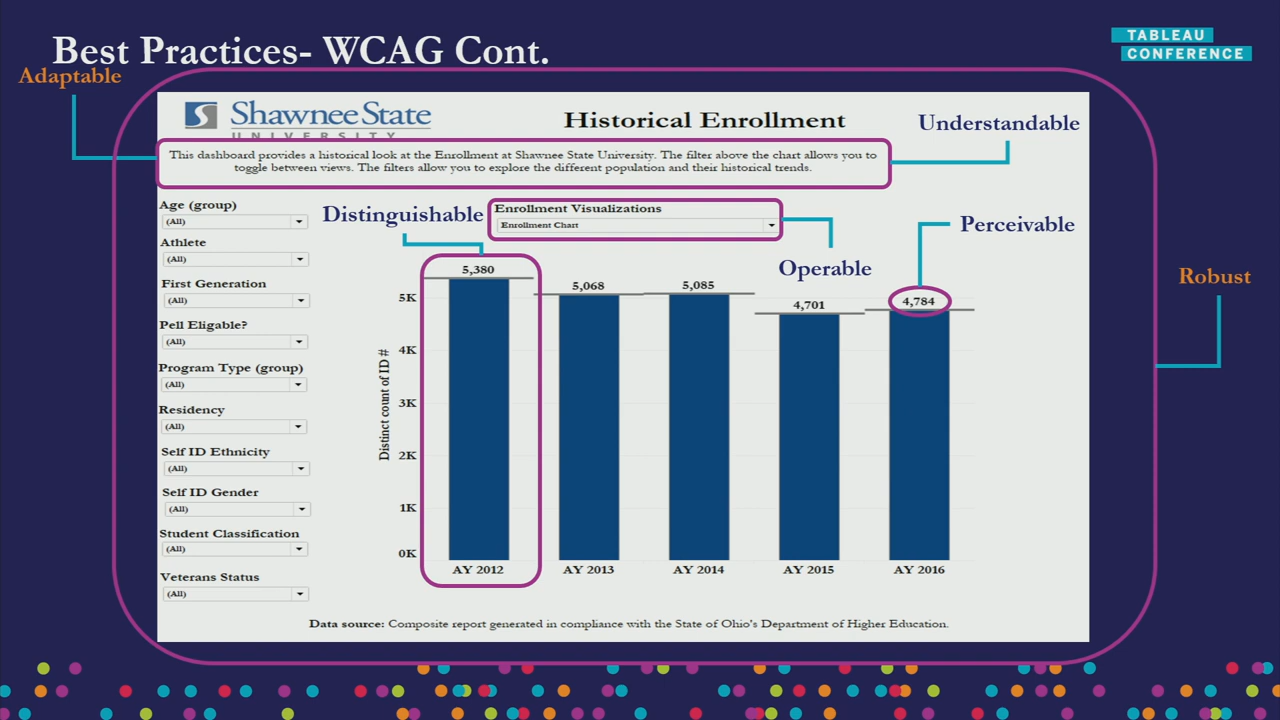 Best Practices- WCAG Cont.
TABLEAU
CONFERENCE
Adaptable
Shawnee State
UNIVERSITY
Historical Enrollment
Understandable
This dashboard provides a historical look at the Enrollment at Shawnee State University. The filter above the chart allows you to
toggle between views. The filters allow you to explore the different population and their historical trends.
Age (group)
(All)
Athlete
(All)
First Generation
(All)
Pell Eligable?
(All)
Program Type (group)
(All)
Residency
(All)
Self ID Ethnicity
(All)
Self ID Gender
(All)
Student Classification
(All)
Veterans Status
(All)
Distinguishable
Enrollment Visualizations
Enrollment Chart
Operable
Perceivable
Robust
5,380
5,068
5,085
4,701
4,784
5K
4K
3K
2K
1K
0K
Distinct count of ID #
AY 2012
AY 2013
AY 2014
AY 2015
AY 2016
Data source: Composite report generated in compliance with the State of Ohio's Department of Higher Education.